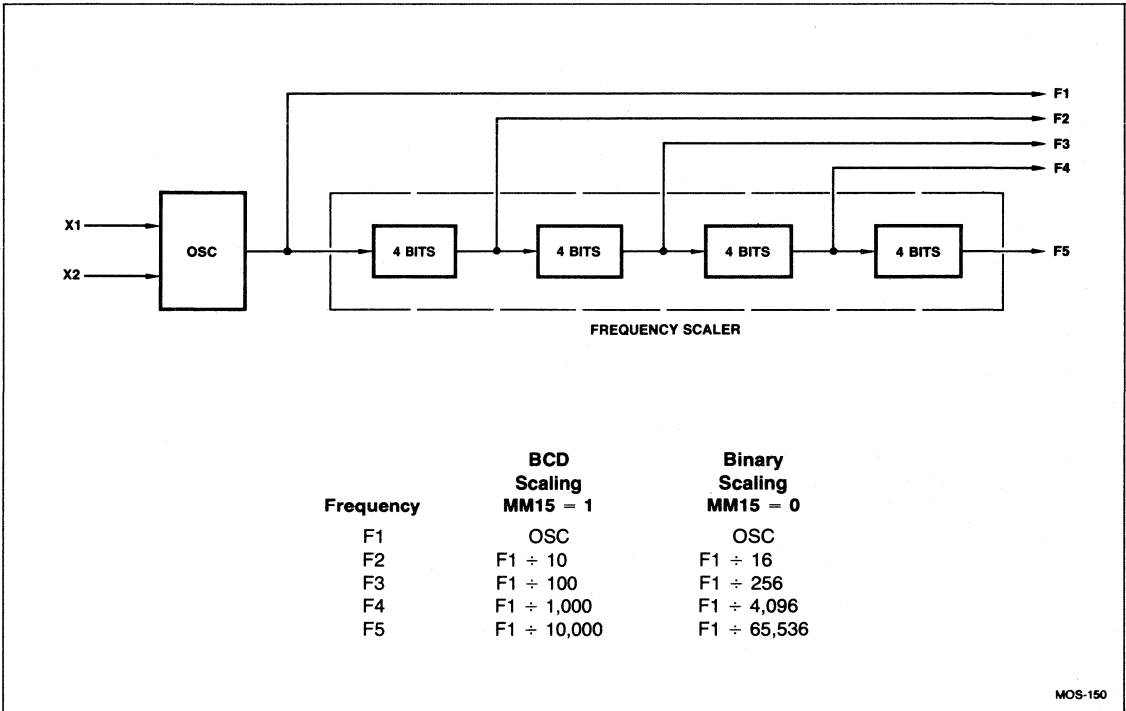 F1
F2
F3
F4
X1
X2
OSC
4 BITS 4 BITS 4 BITS 4 BITS
F5
FREQUENCY SCALER
BCD Binary
Scaling Scaling
Frequency MM15 = 1 MM15 = 0
F1 OSC OSC
F2 F1 ÷ 10 F1 ÷ 16
F3 F1 ÷ 100 F1 ÷ 256
F4 F1 ÷ 1,000 F1 ÷ 4,096
F5 F1 ÷ 10,000 F1 ÷ 65,536
MOS-150